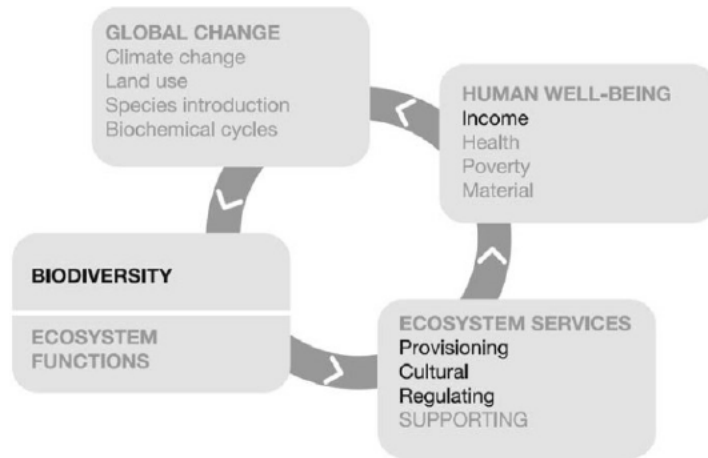 GLOBAL CHANGE
Climate change
Land use
Species introduction
Biochemical cycles
HUMAN WELL-BEING
Income
Health
Poverty
Material
BIODIVERSITY
ECOSYSTEM
FUNCTIONS
ECOSYSTEM SERVICES
Provisioning
Cultural
Regulating
SUPPORTING